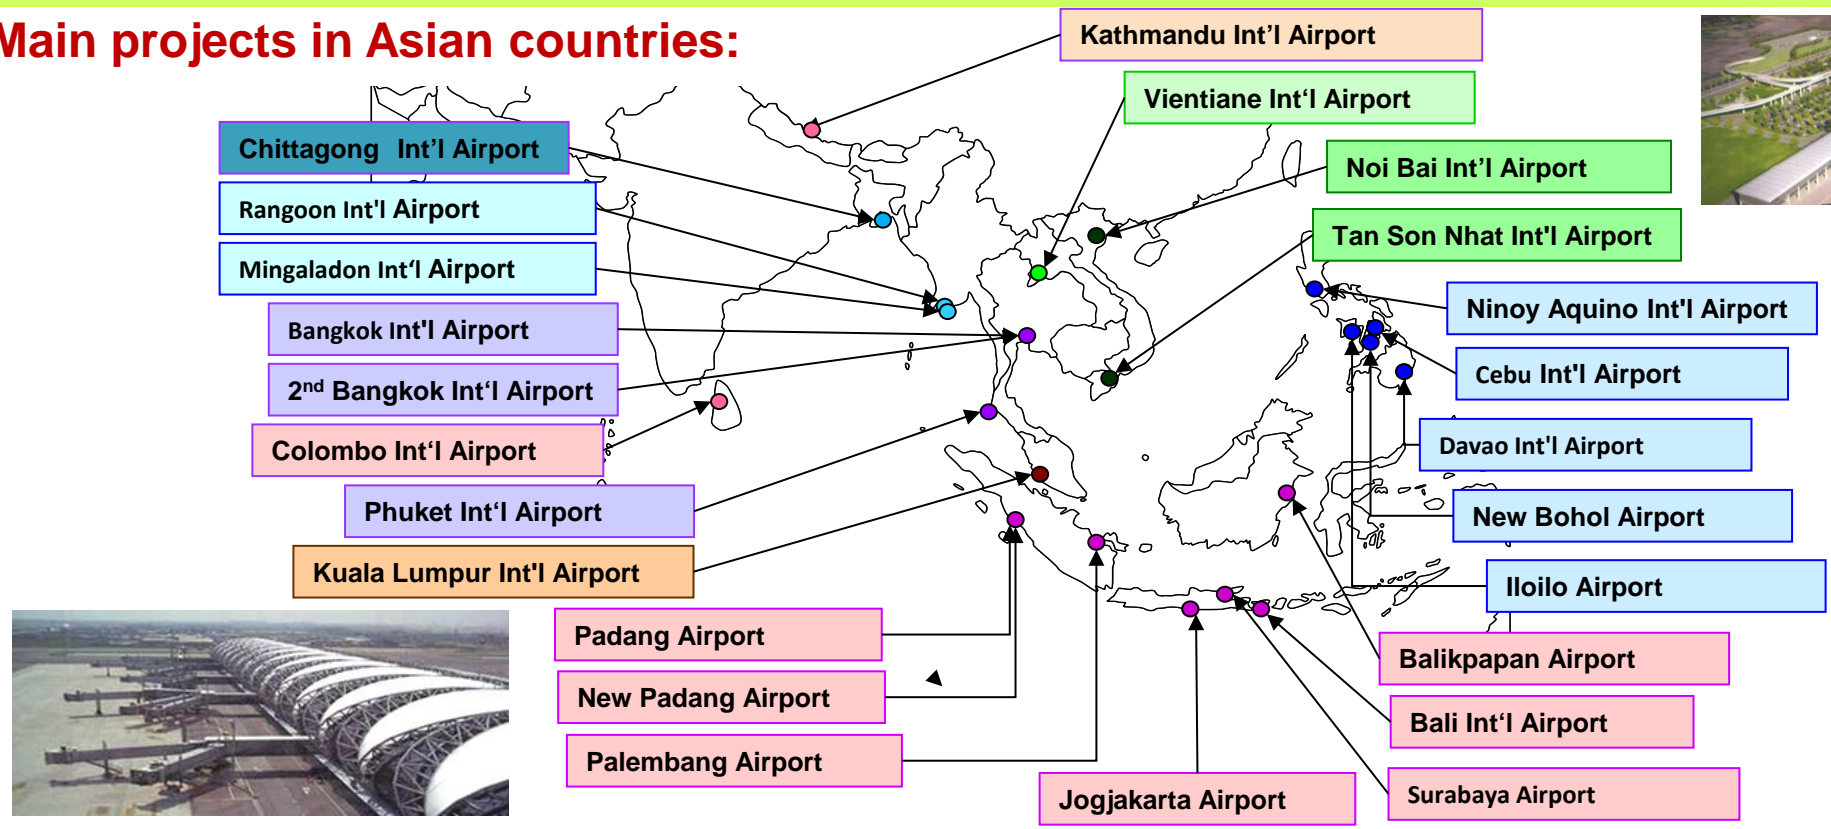 Main projects in Asian countries:
Kathmandu Int’l Airport
Vientiane Int‘l Airport
Chittagong Int’l Airport
Noi Bai Int’l Airport
Rangoon Int'l Airport
Tan Son Nhat Int'l Airport
Mingaladon Int‘l Airport
Ninoy Aquino Int'l Airport
Bangkok Int'l Airport
Cebu Int'l Airport
2nd Bangkok Int‘l Airport
Colombo Int‘l Airport
Davao Int'l Airport
Phuket Int‘l Airport
New Bohol Airport
Kuala Lumpur Int'l Airport
Iloilo Airport
Padang Airport
Balikpapan Airport
New Padang Airport
Bali Int‘l Airport
Palembang Airport
Jogjakarta Airport
Surabaya Airport